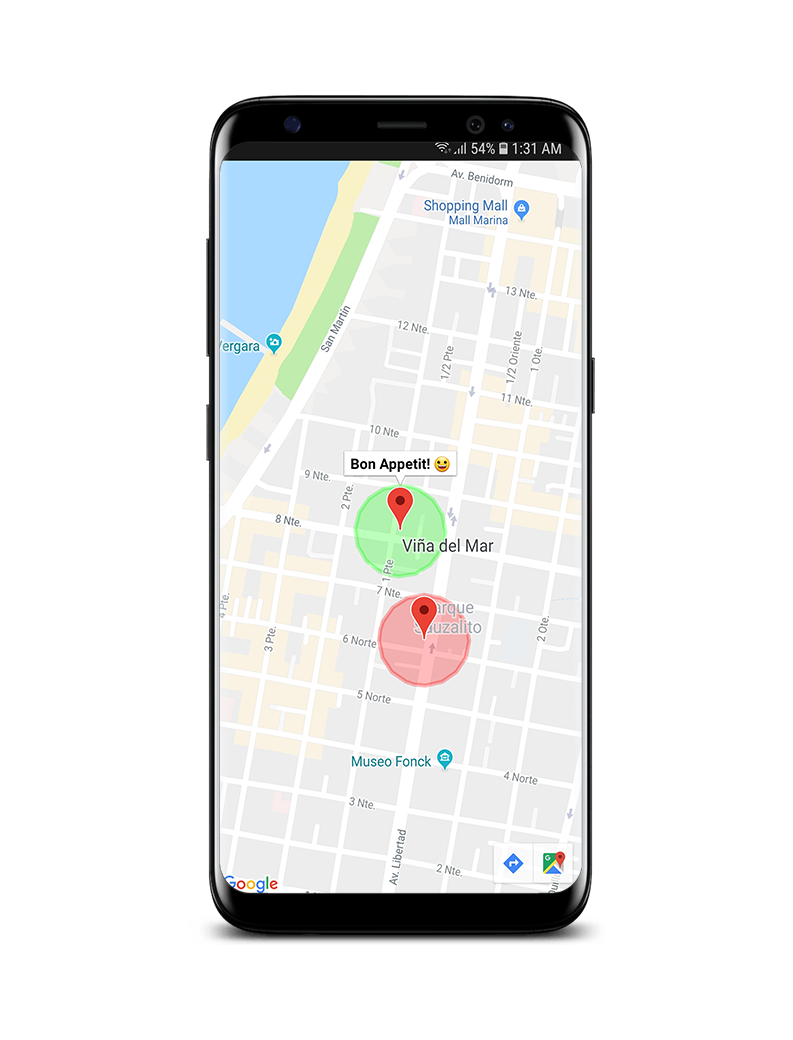 54% 1:31 AM
Av. Benidorm
Shopping Mall
Mall Marina
13 Nte.
San Martín
12 Nte.
1/2 Pte
1/2 Oriente
1 Ote.
ergara
11 Nte.
10 Nte
Bon Appetit! 😀
9 Nte.
2 Pte.
8 Nte.
Viña del Mar
1 Pte
7 Nte.
4 Pte.
arque
Sauzalito
2 Ote.
3 Pte.
6 Norte
5 Norte
Museo Fonck
4 Norte
3 Nte.
Av. Libertad
2 Nte.
Google